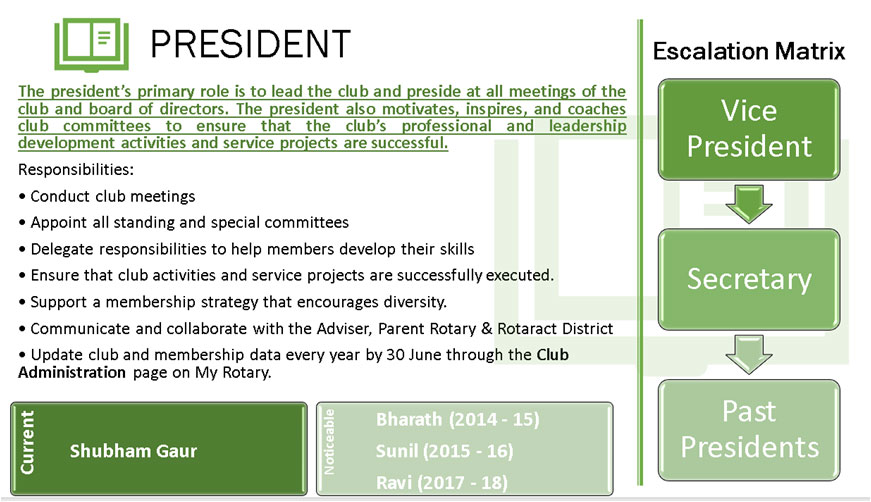 PRESIDENT
The president's primary role is to lead the club and preside at all meetings of the
club and board of directors. The president also motivates, inspires, and coaches
club committees to ensure that the club's professional and leadership
development activities and service projects are successful.
Responsibilities:
• Conduct club meetings
• Appoint all standing and special committees
• Delegate responsibilities to help members develop their skills
• Ensure that club activities and service projects are successfully executed.
• Support a membership strategy that encourages diversity.
• Communicate and collaborate with the Adviser, Parent Rotary & Rotaract District
• Update club and membership data every year by 30 June through the Club
Administration page on My Rotary.
Current
Shubham Gaur
Noticeable
Bharath (2014 - 15)
Sunil (2015 - 16)
Ravi (2017 - 18)
Escalation Matrix
Vice
President
Secretary
Past
Presidents